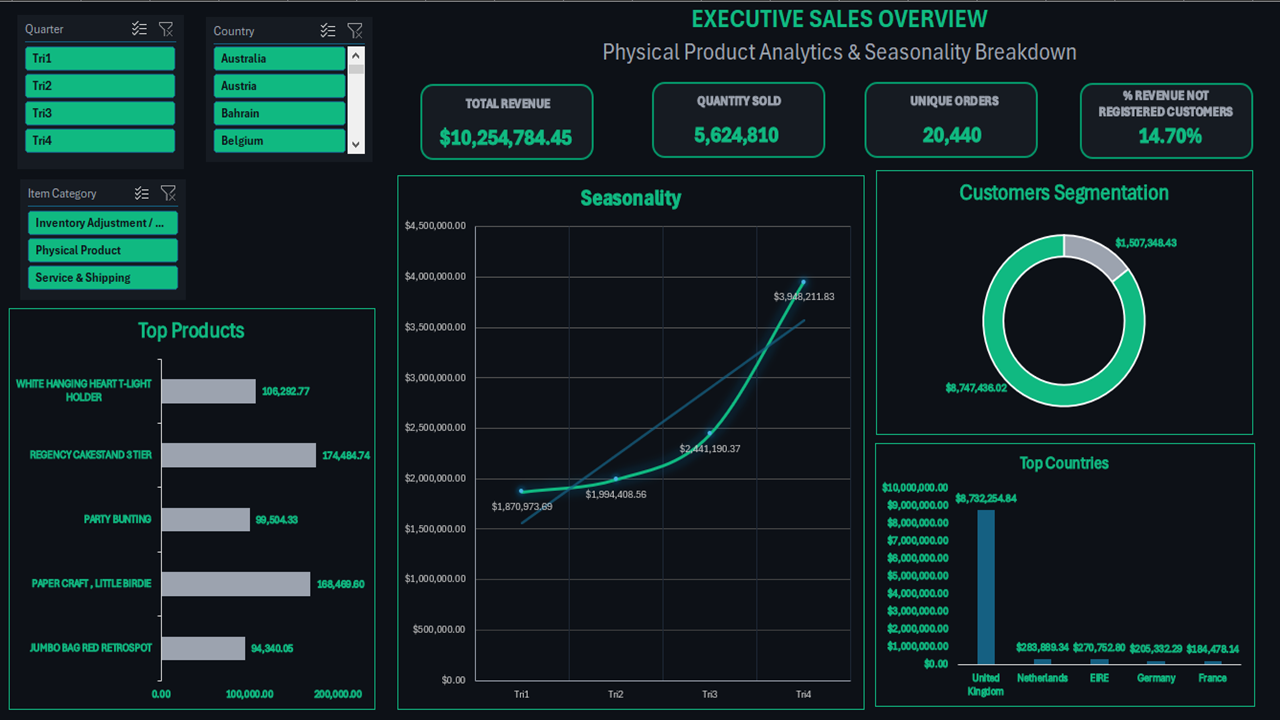 EXECUTIVE SALES OVERVIEW
Physical Product Analytics & Seasonality Breakdown
Quarter
Tri1
Tri2
Tri3
Tri4
Country
Australia
Austria
Bahrain
Belgium
Item Category
Inventory Adjustment / ...
Physical Product
Service & Shipping
TOTAL REVENUE
$10,254,784.45
QUANTITY SOLD
5,624,810
UNIQUE ORDERS
20,440
% REVENUE NOT
REGISTERED CUSTOMERS
14.70%
Top Products
WHITE HANGING HEART T-LIGHT
HOLDER
106,292.77
REGENCY CAKESTAND 3 TIER
174,484.74
PARTY BUNTING
99,504.33
PAPER CRAFT , LITTLE BIRDIE
168,469.60
JUMBO BAG RED RETROSPOT
94,340.05
0.00
100,000.00
200,000.00
Seasonality
$4,500,000.00
$4,000,000.00
$3,500,000.00
$3,000,000.00
$2,500,000.00
$2,000,000.00
$1,500,000.00
$1,000,000.00
$500,000.00
$0.00
$1,870,973.69
$1,994,408.56
$2,441,190.37
$3,948,211.83
Tri1
Tri2
Tri3
Tri4
Customers Segmentation
$1,507,348.43
$8,747,436.02
Top Countries
$10,000,000.00
$9,000,000.00
$8,000,000.00
$7,000,000.00
$6,000,000.00
$5,000,000.00
$4,000,000.00
$3,000,000.00
$2,000,000.00
$1,000,000.00
$0.00
$8,732,254.84
$283,889.34
$270,752.80
$205,332.29
$184,478.14
United
Kingdom
Netherlands
EIRE
Germany
France